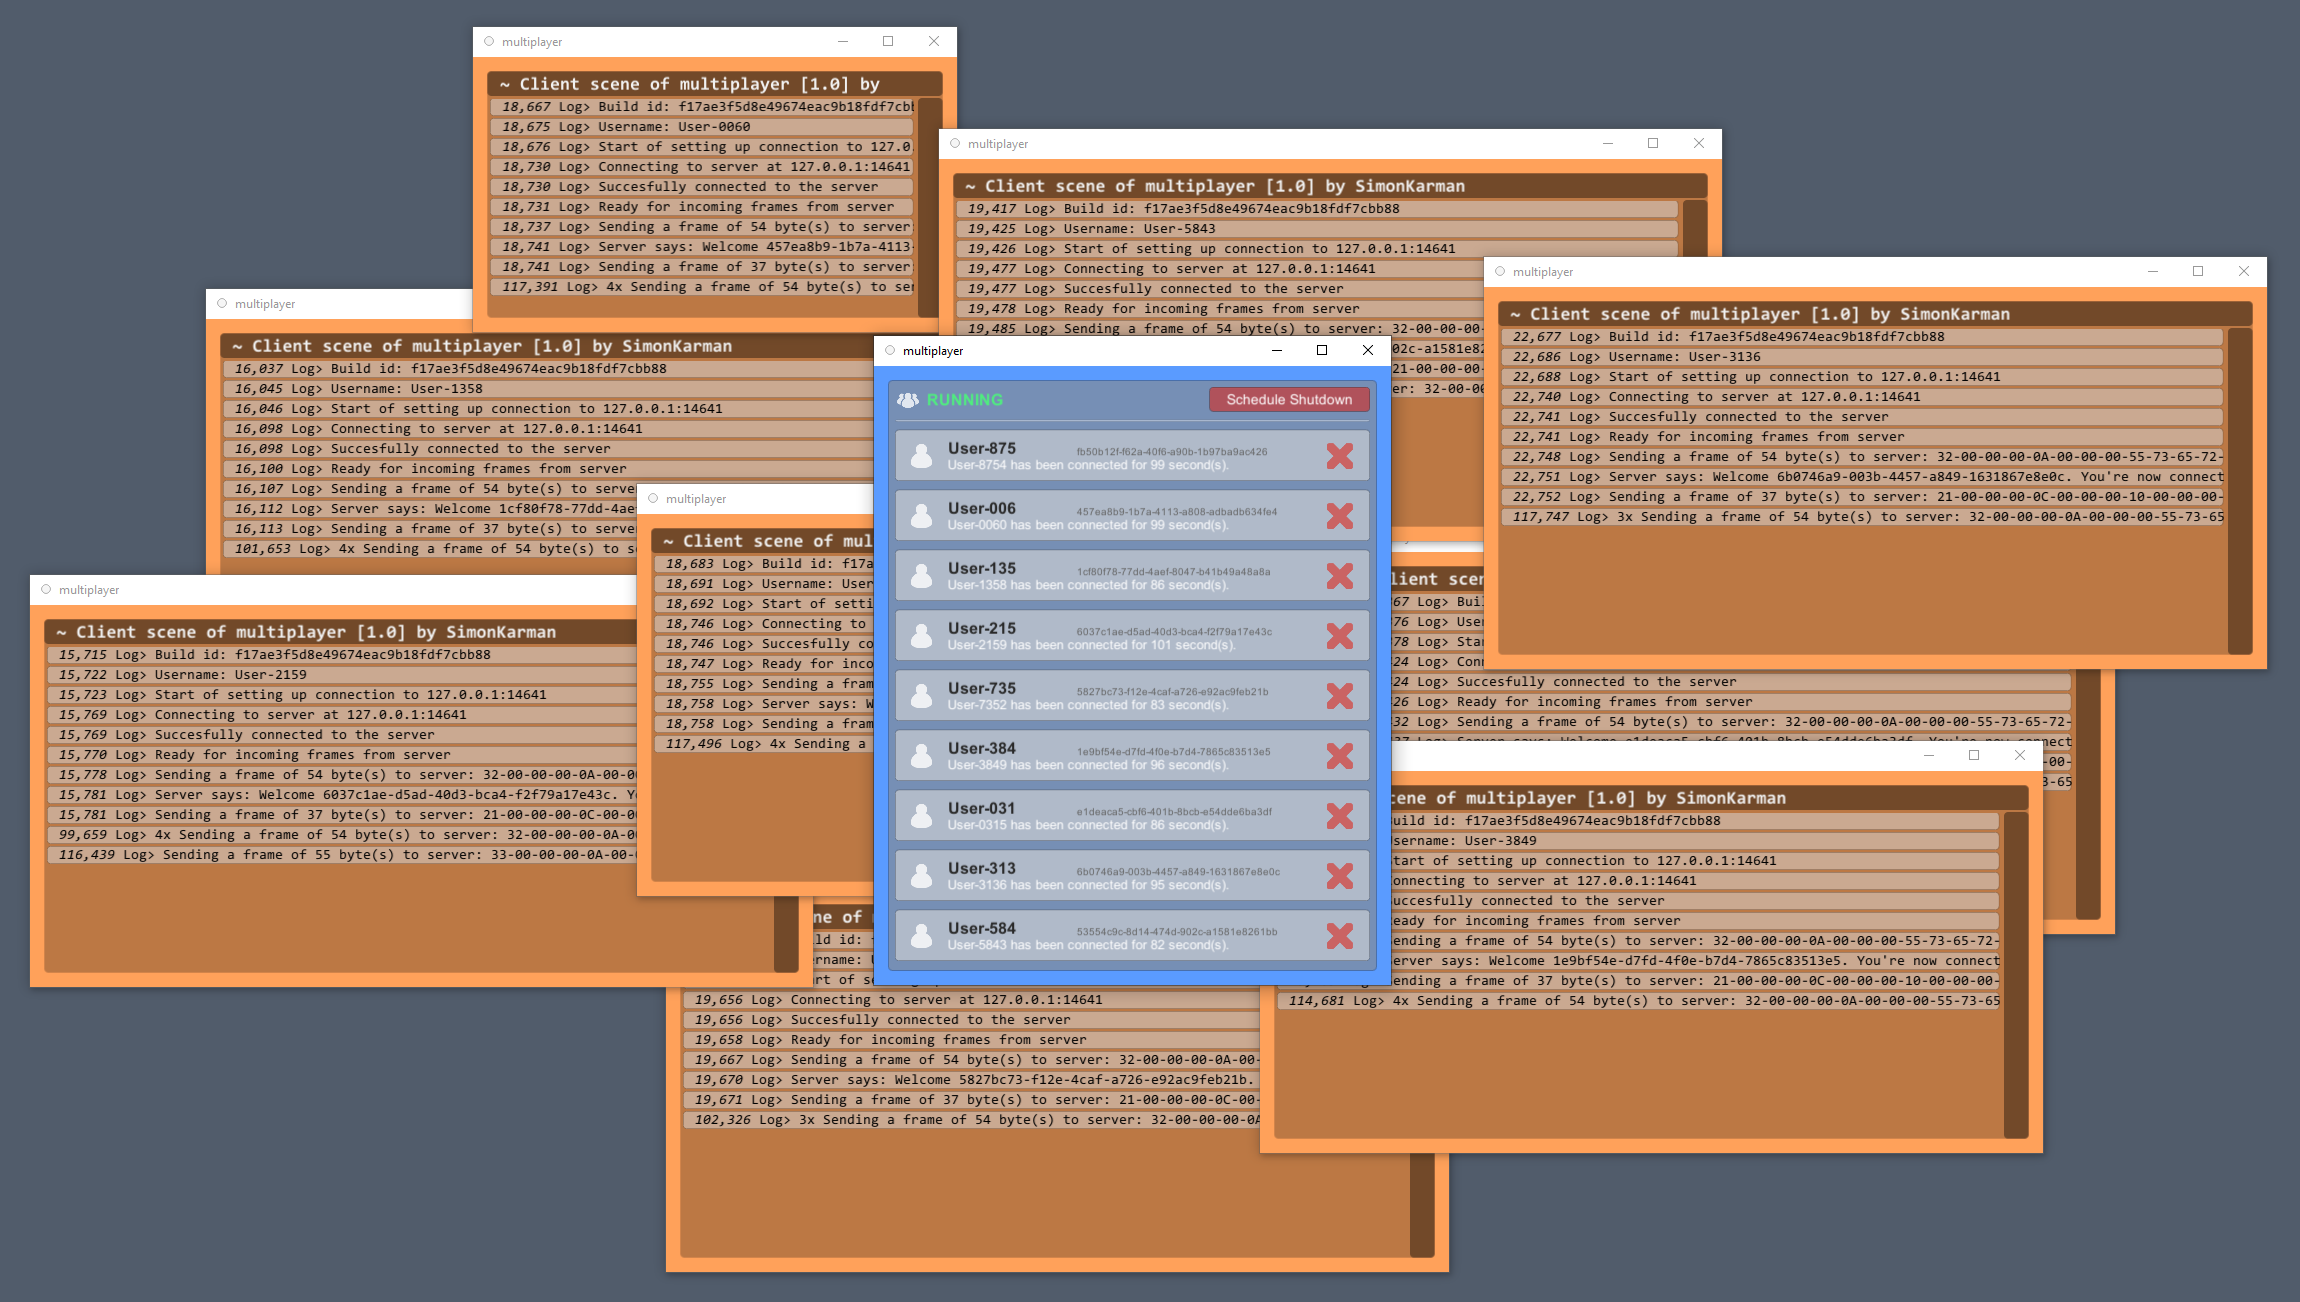 multiplayer
~ Client scene of multiplayer [1.0] by
18,667 Log> Build id: f17ae3f5d8e49674eac9b18fdf7cbb
18,675 Log> Username: User-0060
18,676 Log> Start of setting up connection to 127.0.
18,730 Log> Connecting to server at 127.0.0.1:14641
18,730 Log> Succesfully connected to the server
18,731 Log> Ready for incoming frames from server
18,737 Log> Sending a frame of 54 byte(s) to server:
18,741 Log> Server says: Welcome 457ea8b9-1b7a-4113-
18,741 Log> Sending a frame of 37 byte(s) to server:
117,391 Log> 4x Sending a frame of 54 byte(s) to ser
multiplayer
~ Client scene of multiplayer [1.0] by SimonKarman
19,417 Log> Build id: f17ae3f5d8e49674eac9b18fdf7cbb88
19,425 Log> Username: User-5843
19,426 Log> Start of setting up connection to 127.0.0.1:14641
19,477 Log> Connecting to server at 127.0.0.1:14641
19,477 Log> Succesfully connected to the server
19,478 Log> Ready for incoming frames from server
19,485 Log> Sending a frame of 54 byte(s) to server: 32-00-00-00-
02c-a1581e82
21-00-00-00-
er: 32-00-00
multiplayer
~ Client scene of multiplayer [1.0] by SimonKarman
22,677 Log> Build id: f17ae3f5d8e49674eac9b18fdf7cbb88
22,686 Log> Username: User-3136
22,688 Log> Start of setting up connection to 127.0.0.1:14641
22,740 Log> Connecting to server at 127.0.0.1:14641
22,741 Log> Succesfully connected to the server
22,741 Log> Ready for incoming frames from server
22,748 Log> Sending a frame of 54 byte(s) to server: 32-00-00-00-0A-00-00-00-55-73-65-72-
22,751 Log> Server says: Welcome 6b0746a9-003b-4457-a849-1631867e8e0c. You're now connect
22,752 Log> Sending a frame of 37 byte(s) to server: 21-00-00-00-0C-00-00-00-10-00-00-00-
117,747 Log> 3x Sending a frame of 54 byte(s) to server: 32-00-00-00-0A-00-00-00-55-73-65
multiplayer
~ Client scene of multiplayer [1.0] by SimonKarman
16,037 Log> Build id: f17ae3f5d8e49674eac9b18fdf7cbb88
16,045 Log> Username: User-1358
16,046 Log> Start of setting up connection to 127.0.0.1:14641
16,098 Log> Connecting to server at 127.0.0.1:14641
16,098 Log> Succesfully connected to the server
16,100 Log> Ready for incoming frames from server
16,107 Log> Sending a frame of 54 byte(s) to serve
16,112 Log> Server says: Welcome 1cf80f78-77dd-4ae
16,113 Log> Sending a frame of 37 byte(s) to serve
101,653 Log> 4x Sending a frame of 54 byte(s) to s
multiplayer
RUNNING
Schedule Shutdown
User-875 fb50b12f-f62a-40f6-a90b-1b97ba9ac426
User-8754 has been connected for 99 second(s).
User-006 457ea8b9-1b7a-4113-a808-adbadb634fe4
User-0060 has been connected for 99 second(s).
User-135 1cf80f78-77dd-4aef-8047-b41b49a48a8a
User-1358 has been connected for 86 second(s).
User-215 6037c1ae-d5ad-40d3-bca4-f2f79a17e43c
User-2159 has been connected for 101 second(s).
User-735 5827bc73-f12e-4caf-a726-e92ac9feb21b
User-7352 has been connected for 83 second(s).
User-384 1e9bf54e-d7fd-4f0e-b7d4-7865c83513e5
User-3849 has been connected for 96 second(s).
User-031 e1deaca5-cbf6-401b-8bcb-e54dde6ba3df
User-0315 has been connected for 86 second(s).
User-313 6b0746a9-003b-4457-a849-1631867e8e0c
User-3136 has been connected for 95 second(s).
User-584 53554c9c-8d14-474d-902c-a1581e8261bb
User-5843 has been connected for 82 second(s).
multiplayer
~ Client scene of mul
18,683 Log> Build id: f17a
18,691 Log> Username: User
18,692 Log> Start of setti
18,746 Log> Connecting to
18,746 Log> Succesfully co
18,747 Log> Ready for inco
18,755 Log> Sending a fram
18,758 Log> Server says: W
18,758 Log> Sending a fram
117,496 Log> 4x Sending a
multiplayer
~ Client scene of multiplayer [1.0] by SimonKarman
15,715 Log> Build id: f17ae3f5d8e49674eac9b18fdf7cbb88
15,722 Log> Username: User-2159
15,723 Log> Start of setting up connection to 127.0.0.1:14641
15,769 Log> Connecting to server at 127.0.0.1:14641
15,769 Log> Succesfully connected to the server
15,770 Log> Ready for incoming frames from server
15,778 Log> Sending a frame of 54 byte(s) to server: 32-00-00-00-0A-00-0
15,781 Log> Server says: Welcome 6037c1ae-d5ad-40d3-bca4-f2f79a17e43c. Y
15,781 Log> Sending a frame of 37 byte(s) to server: 21-00-00-00-0C-00-0
99,659 Log> 4x Sending a frame of 54 byte(s) to server: 32-00-00-00-0A-0
116,439 Log> Sending a frame of 55 byte(s) to server: 33-00-00-00-0A-00-
lient scene
67 Log> Buil
76 Log> User
78 Log> Star
24 Log> Conn
24 Log> Succesfully connected to the server
26 Log> Ready for incoming frames from server
32 Log> Sending a frame of 54 byte(s) to server: 32-00-00-00-0A-00-00-00-55-73-65-72-
37 Log> Server says: Welcome e1deaca5-cbf6-401b-8bcb-e54dde6ba3df. You're now connect
-00-
3-65
cene of multiplayer [1.0] by SimonKarman
uild id: f17ae3f5d8e49674eac9b18fdf7cbb88
sername: User-3849
tart of setting up connection to 127.0.0.1:14641
onnecting to server at 127.0.0.1:14641
uccesfully connected to the server
eady for incoming frames from server
ending a frame of 54 byte(s) to server: 32-00-00-00-0A-00-00-00-55-73-65-72-
erver says: Welcome 1e9bf54e-d7fd-4f0e-b7d4-7865c83513e5. You're now connect
ending a frame of 37 byte(s) to server: 21-00-00-00-0C-00-00-00-10-00-00-00-
114,681 Log> 4x Sending a frame of 54 byte(s) to server: 32-00-00-00-0A-00-00-00-55-73-65
ne of
ld id:
rname:
rt of se
19,656 Log> Connecting to server at 127.0.0.1:14641
19,656 Log> Succesfully connected to the server
19,658 Log> Ready for incoming frames from server
19,667 Log> Sending a frame of 54 byte(s) to server: 32-00-00-00-0A-00-
19,670 Log> Server says: Welcome 5827bc73-f12e-4caf-a726-e92ac9feb21b.
19,671 Log> Sending a frame of 37 byte(s) to server: 21-00-00-00-0C-00-
102,326 Log> 3x Sending a frame of 54 byte(s) to server: 32-00-00-00-0A